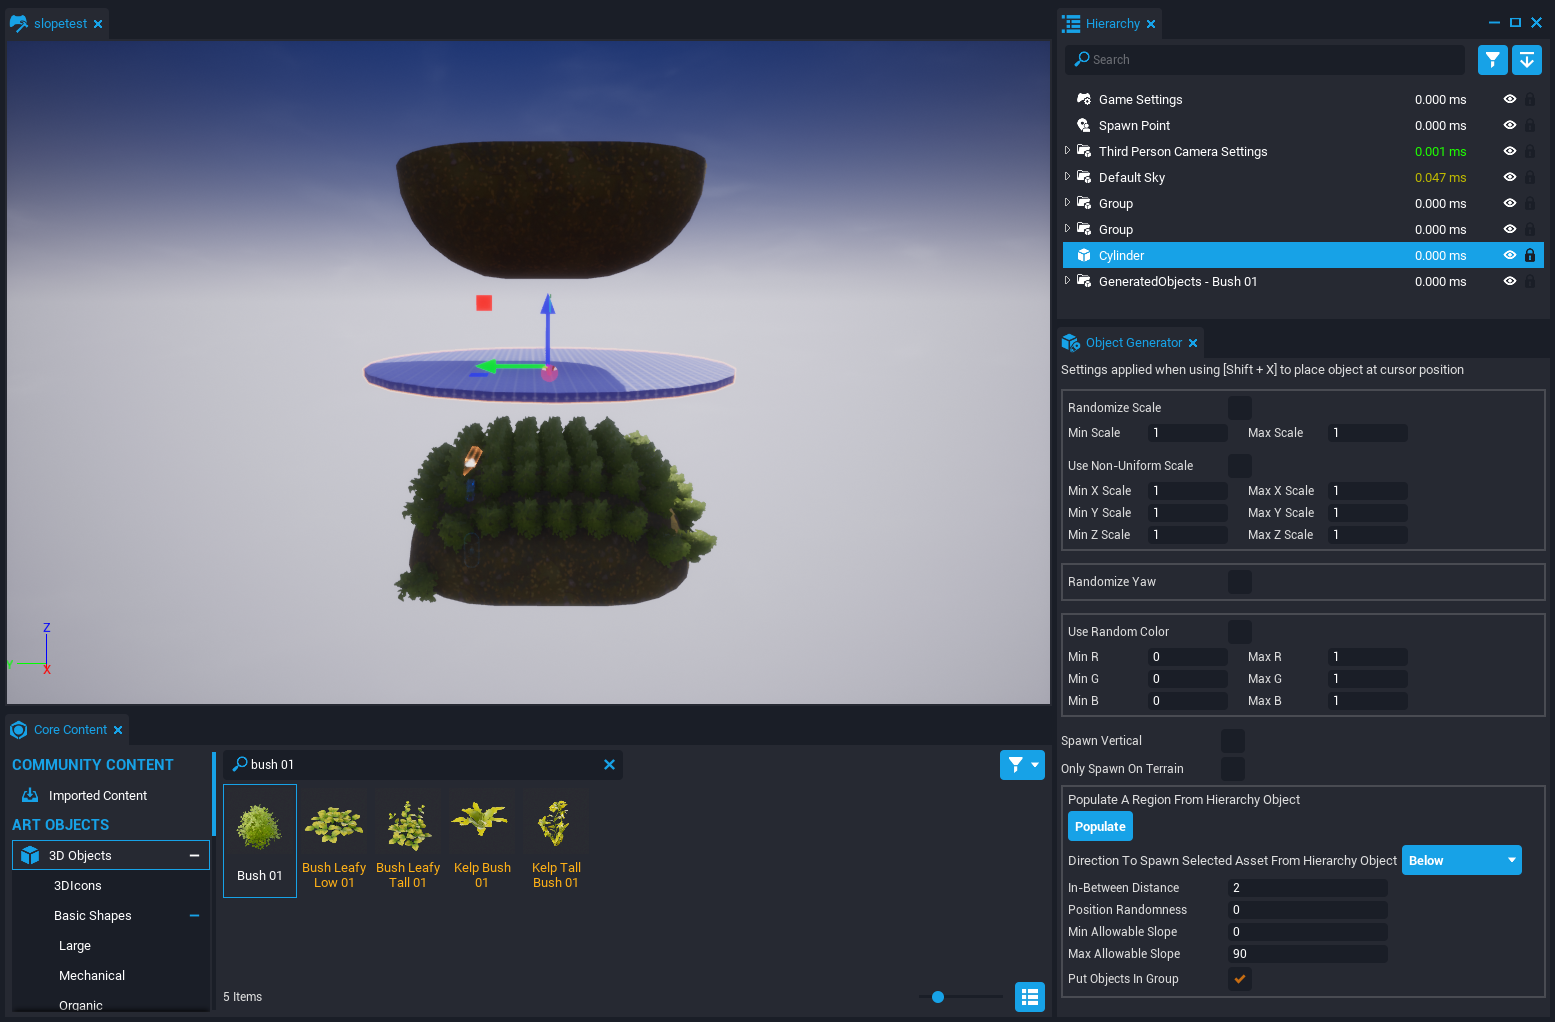 slopetest
Z
Y
X
Core Content
COMMUNITY CONTENT
Imported Content
ART OBJECTS
3D Objects
3DIcons
Basic Shapes
Large
Mechanical
Organic
bush 01
Bush 01
Bush Leafy Low 01
Bush Leafy Tall 01
Kelp Bush 01
Kelp Tall Bush 01
5 Items
Hierarchy
Search
Game Settings 0.000 ms
Spawn Point 0.000 ms
Third Person Camera Settings 0.001 ms
Default Sky 0.047 ms
Group 0.000 ms
Group 0.000 ms
Cylinder 0.000 ms
GeneratedObjects - Bush 01 0.000 ms
Object Generator
Settings applied when using [Shift + X] to place object at cursor position
Randomize Scale
Min Scale 1 Max Scale 1
Use Non-Uniform Scale
Min X Scale 1 Max X Scale 1
Min Y Scale 1 Max Y Scale 1
Min Z Scale 1 Max Z Scale 1
Randomize Yaw
Use Random Color
Min R 0 Max R 1
Min G 0 Max G 1
Min B 0 Max B 1
Spawn Vertical
Only Spawn On Terrain
Populate A Region From Hierarchy Object
Populate
Direction To Spawn Selected Asset From Hierarchy Object Below
In-Between Distance 2
Position Randomness 0
Min Allowable Slope 0
Max Allowable Slope 90
Put Objects In Group